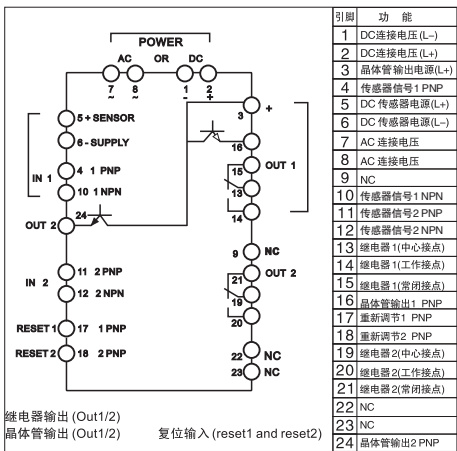 POWER
AC OR DC
7 8 1 2
~ ~ - +
5 + SENSOR
6 - SUPPLY
IN 1
4 1 PNP
10 1 NPN
OUT 2
24
IN 2
11 2 PNP
12 2 NPN
RESET 1 17 1 PNP
RESET 2 18 2 PNP
3 +
16
15
OUT 1
13
14
9 NC
OUT 2
21
19
20
22 NC
23 NC
继电器输出 (Out1/2)
晶体管输出 (Out1/2)
复位输入 (reset1 and reset2)
引脚 功 能
1 DC连接电压(L−)
2 DC连接电压(L+)
3 晶体管输出电源(L+)
4 传感器信号1 PNP
5 DC 传感器电源(L+)
6 DC 传感器电源(L−)
7 AC 连接电压
8 AC 连接电压
9 NC
10 传感器信号1 NPN
11 传感器信号2 PNP
12 传感器信号2 NPN
13 继电器1(中心接点)
14 继电器1(工作接点)
15 继电器1(常闭接点)
16 晶体管输出1 PNP
17 重新调节1 PNP
18 重新调节2 PNP
19 继电器2(中心接点)
20 继电器2(工作接点)
21 继电器2(常闭接点)
22 NC
23 NC
24 晶体管输出2 PNP